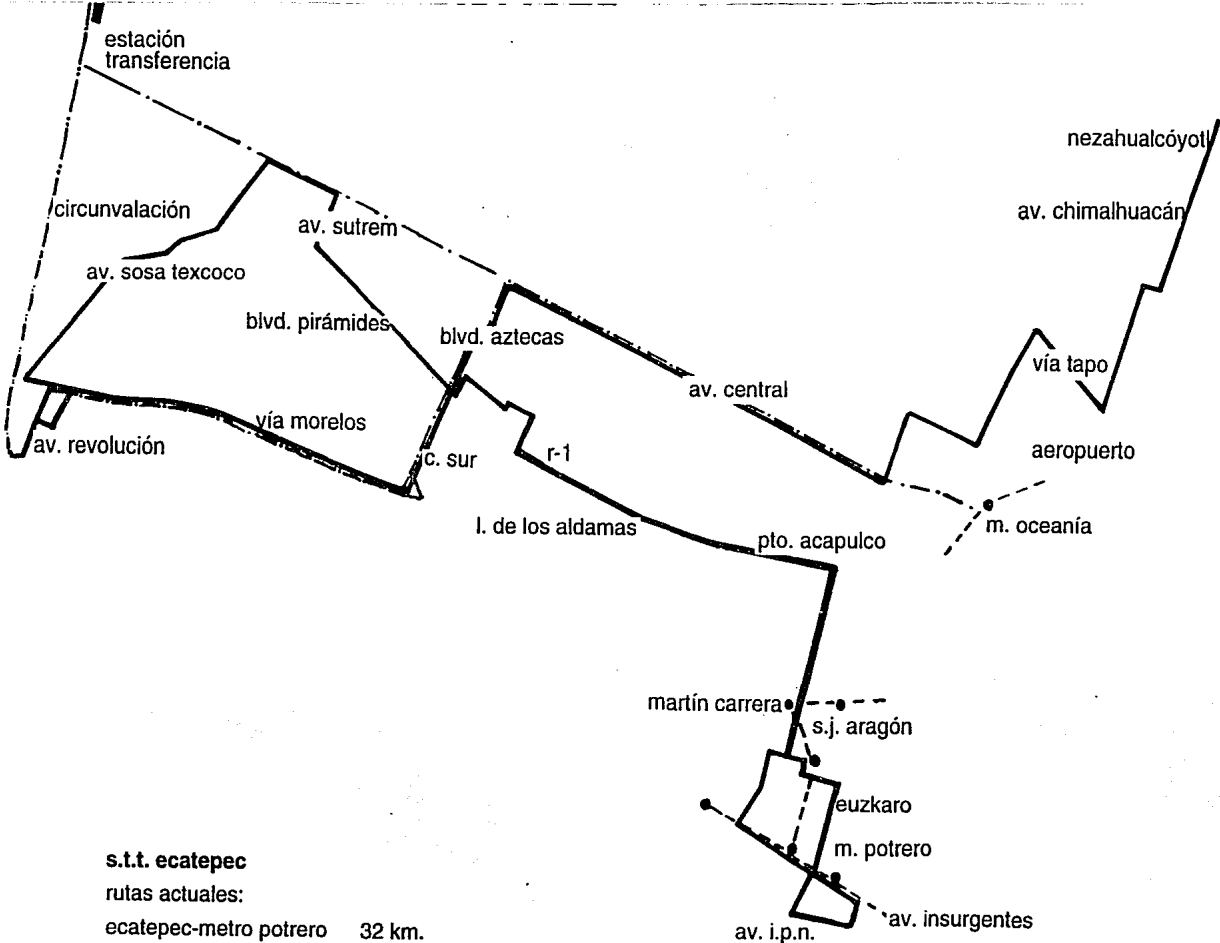 estación
transferencia
nezahualcóyotl
circunvalación
av. chimalhuacán
av. sutrem
av. sosa texcoco
blvd. pirámides
blvd. aztecas
vía tapo
av. central
vía morelos
av. revolución
c. sur
r-1
aeropuerto
l. de los aldamas
m. oceanía
pto. acapulco
martín carrera
s.j. aragón
euzkaro
m. potrero
s.t.t. ecatepec
rutas actuales:
ecatepec-metro potrero 32 km.
av. i.p.n.
av. insurgentes